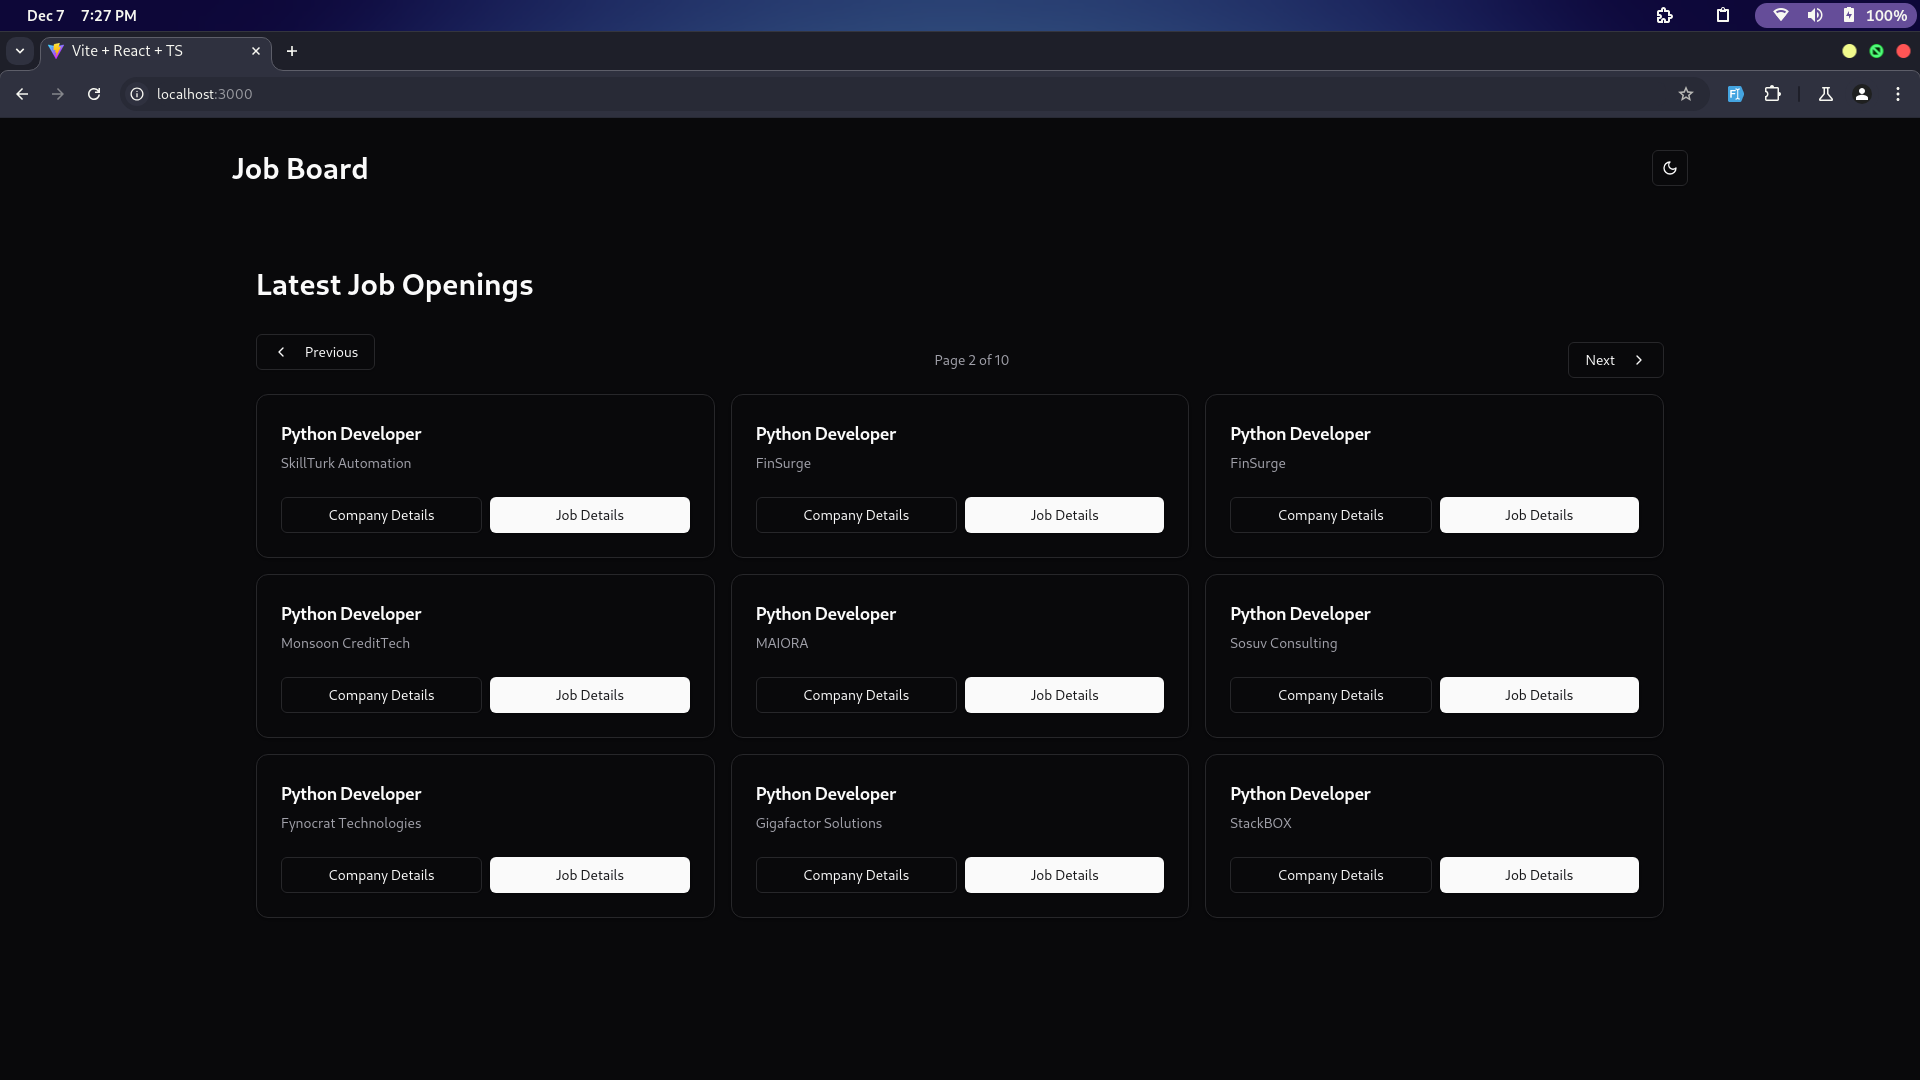 Dec 7 7:27 PM
100%
Vite + React + TS
localhost:3000
Job Board
Latest Job Openings
Previous
Page 2 of 10
Next
Python Developer
SkillTurk Automation
Company Details
Job Details
Python Developer
FinSurge
Company Details
Job Details
Python Developer
FinSurge
Company Details
Job Details
Python Developer
Monsoon CreditTech
Company Details
Job Details
Python Developer
MAIORA
Company Details
Job Details
Python Developer
Sosuv Consulting
Company Details
Job Details
Python Developer
Fynocrat Technologies
Company Details
Job Details
Python Developer
Gigafactor Solutions
Company Details
Job Details
Python Developer
StackBOX
Company Details
Job Details